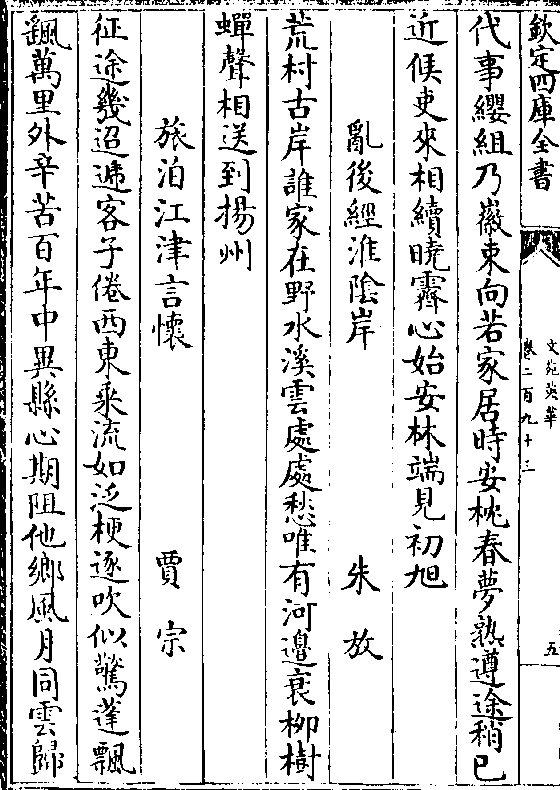 欽定四庫全書
文苑英華
卷二百九十三
五
代事纓組乃徽束向若家居時安枕春夢熟遵途稍已
近候吏來相續曉霽心始安林端見初旭
亂後經淮陰岸 朱放
荒村古岸誰家在野水溪雲處處愁唯有河邉衰柳樹
蟬聲相送到揚州
旅泊江津言懷 賈宗
征途幾迢遞客子倦西東乘流如泛梗逐吹似驚蓬飄
飄萬里外辛苦百年中異縣心期阻他鄉風月同雲歸